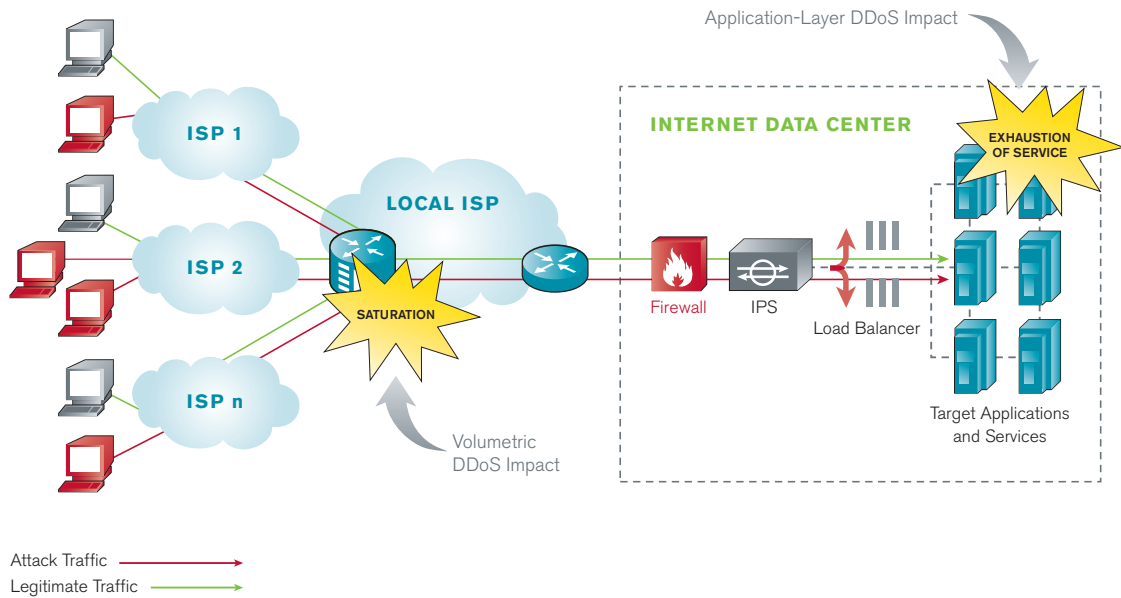 Application-Layer DDoS Impact
INTERNET DATA CENTER
EXHAUSTION
OF SERVICE
ISP 1
LOCAL ISP
ISP 2
SATURATION
Firewall
IPS
Load Balancer
ISP n
Target Applications
and Services
Volumetric
DDoS Impact
Attack Traffic
Legitimate Traffic